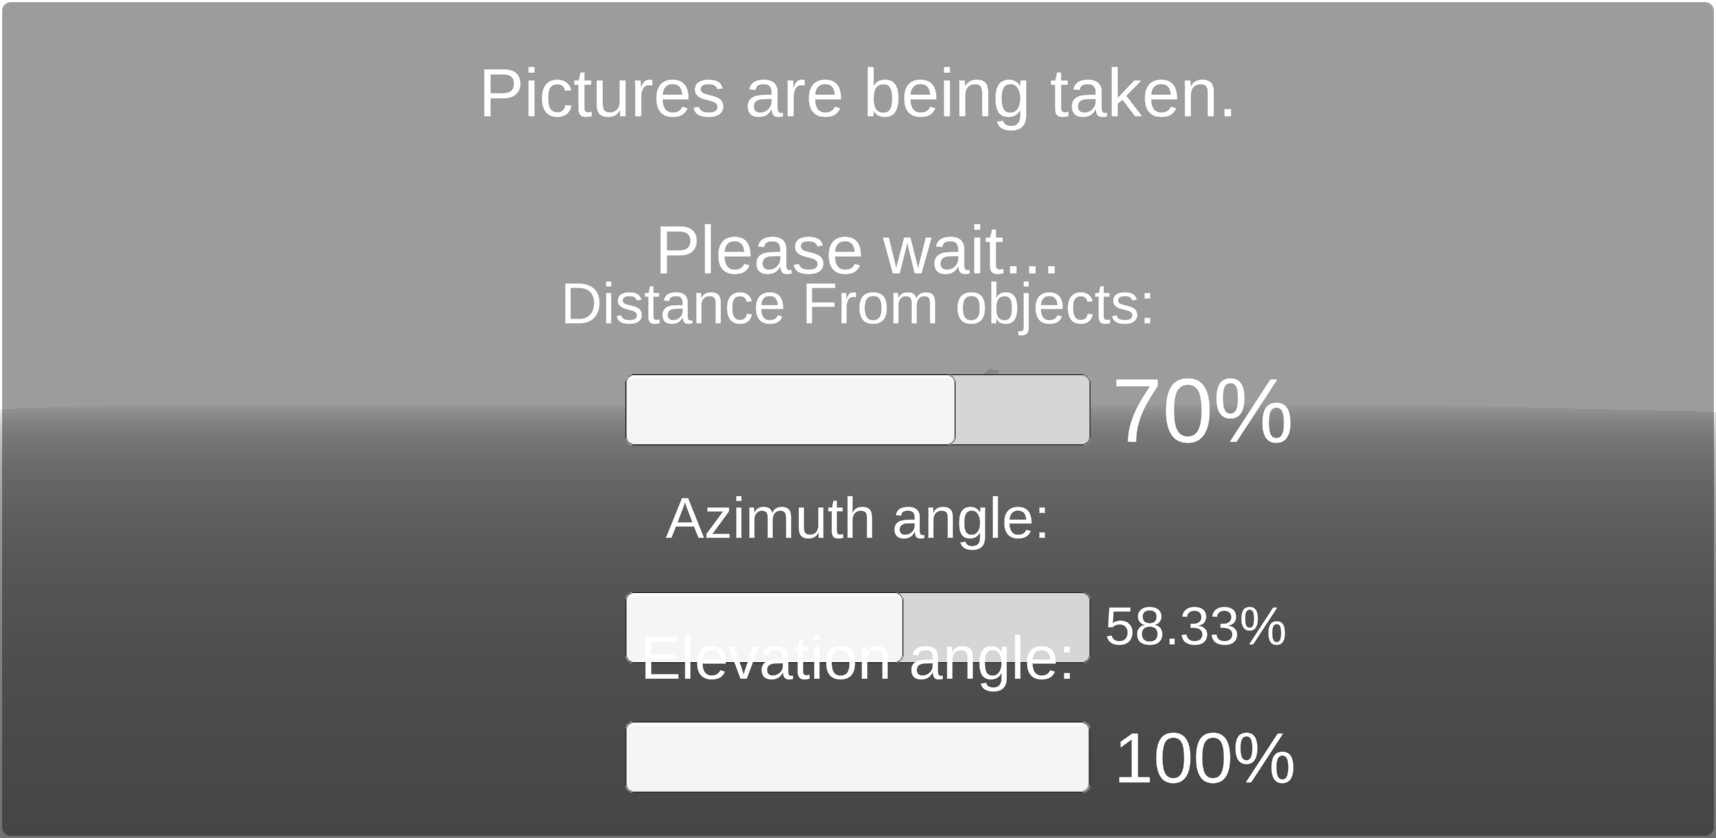 Pictures are being taken.
Please wait...
Distance From objects:
70%
Azimuth angle:
58.33%
Elevation angle:
100%